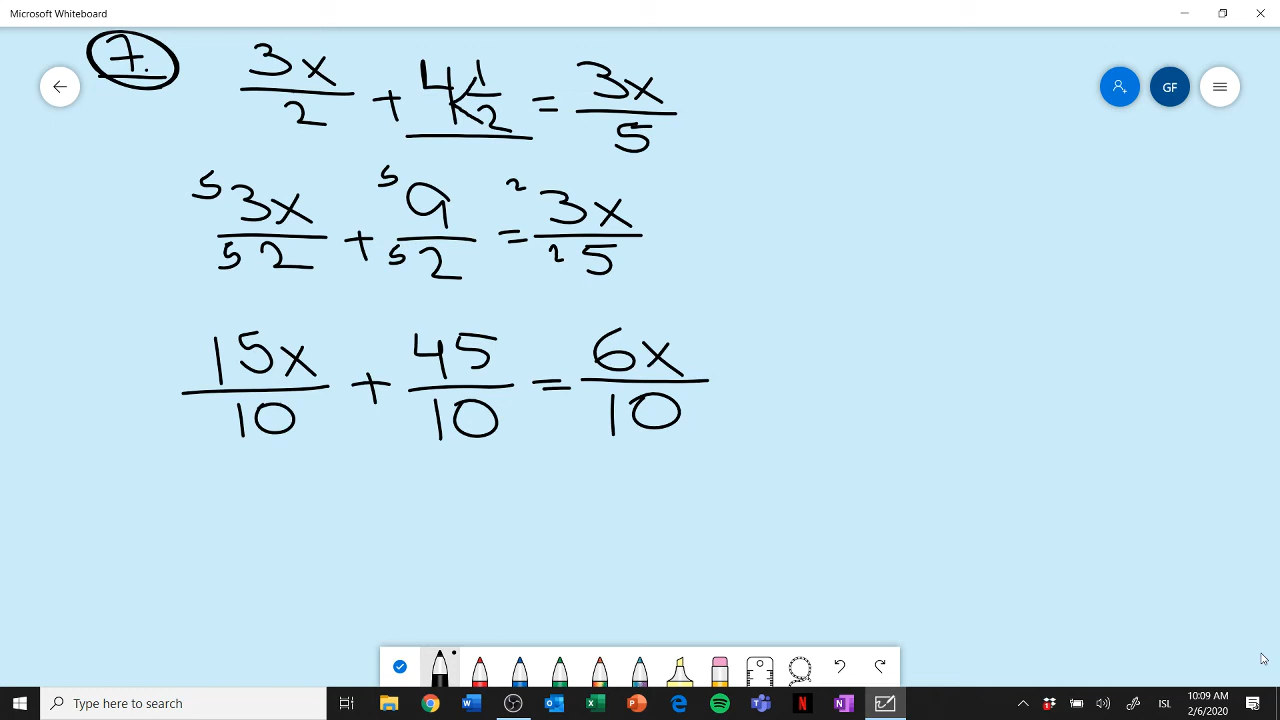 Microsoft Whiteboard
7.
3x/2 + 4 1/2 = 3x/5
GF
5 3x/5 2 + 5 9/5 2 = 2 3x/2 5
15x/10 + 45/10 = 6x/10
Type here to search
ISL
10:09 AM
2/6/2020